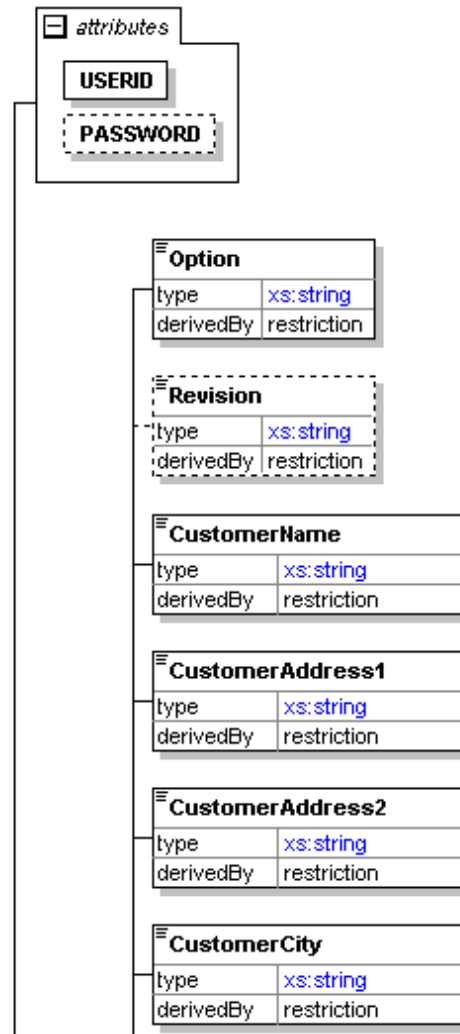 attributes
USERID
PASSWORD
Option
type xs:string
derivedBy restriction
Revision
type xs:string
derivedBy restriction
CustomerName
type xs:string
derivedBy restriction
CustomerAddress1
type xs:string
derivedBy restriction
CustomerAddress2
type xs:string
derivedBy restriction
CustomerCity
type xs:string
derivedBy restriction